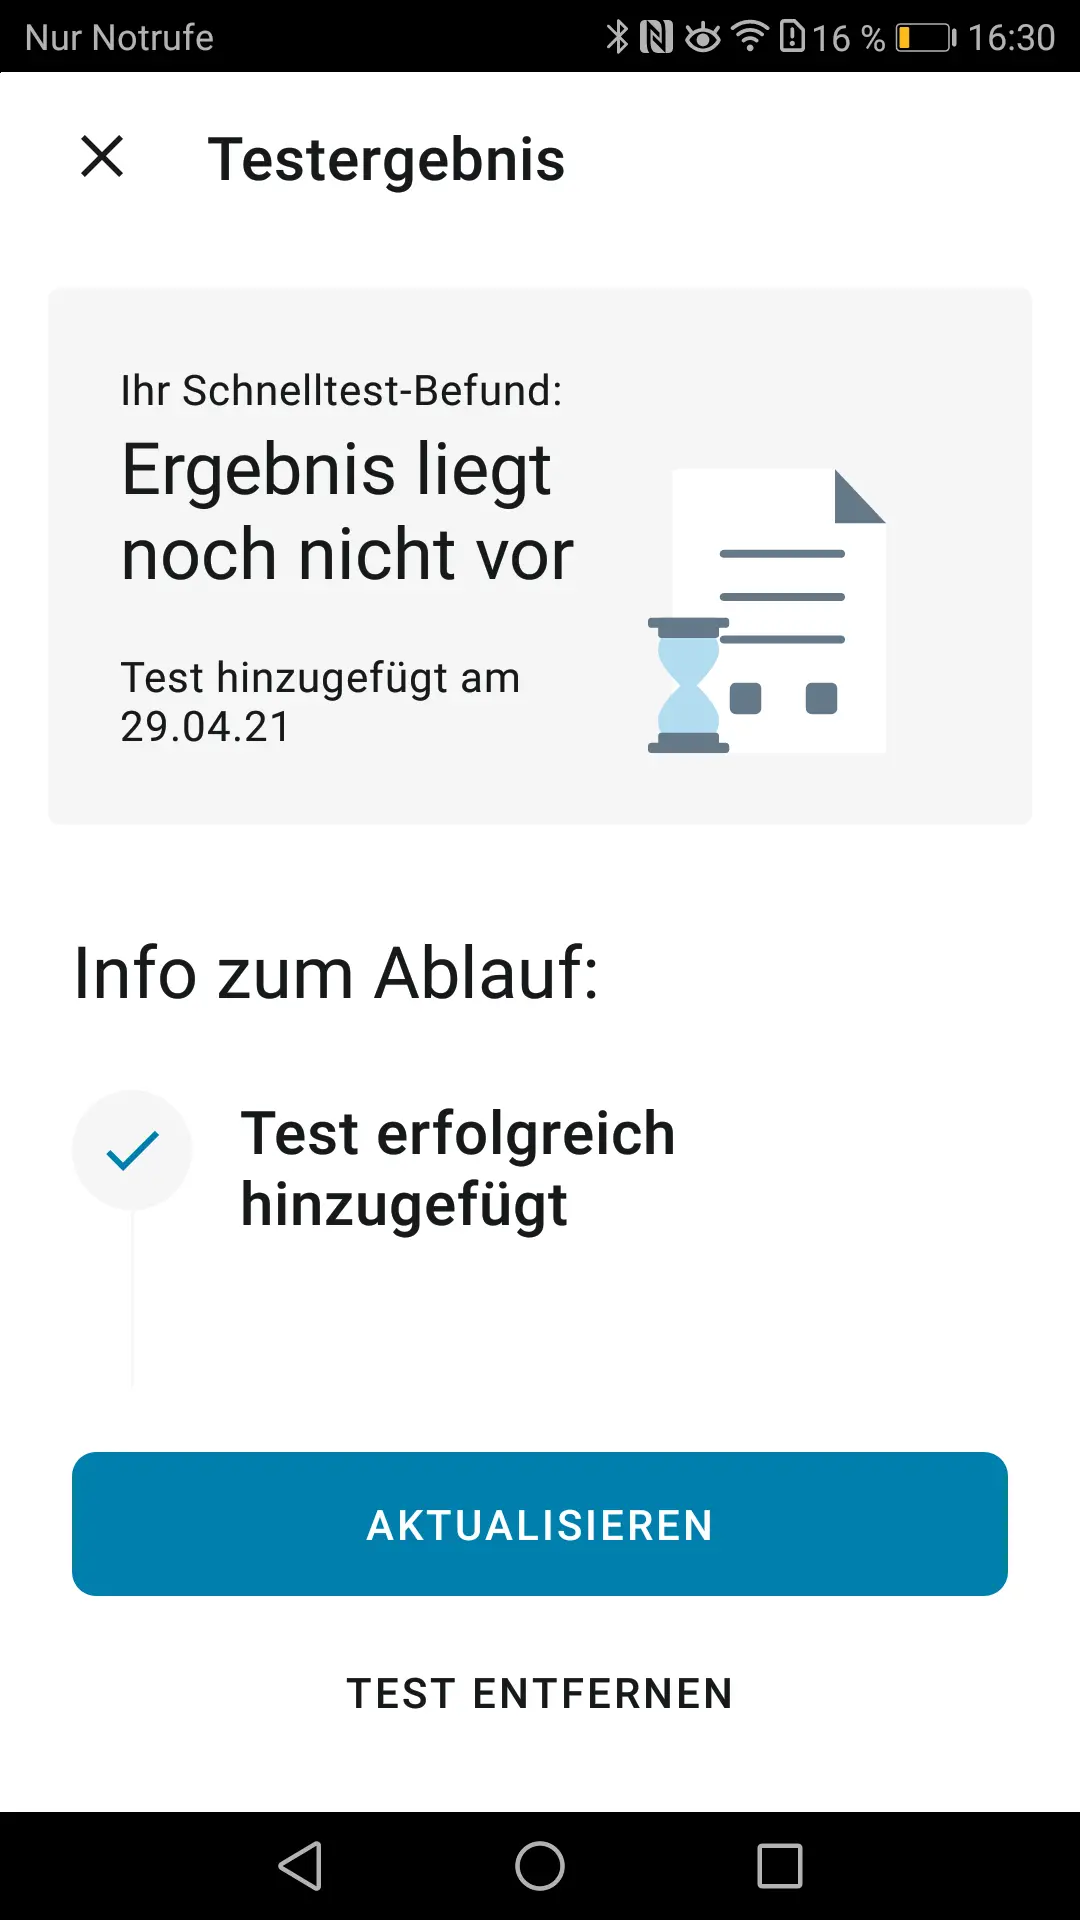 Nur Notrufe 16 % 16:30
Testergebnis
Ihr Schnelltest-Befund:
Ergebnis liegt
noch nicht vor
Test hinzugefügt am
29.04.21
Info zum Ablauf:
Test erfolgreich
hinzugefügt
AKTUALISIEREN
TEST ENTFERNEN